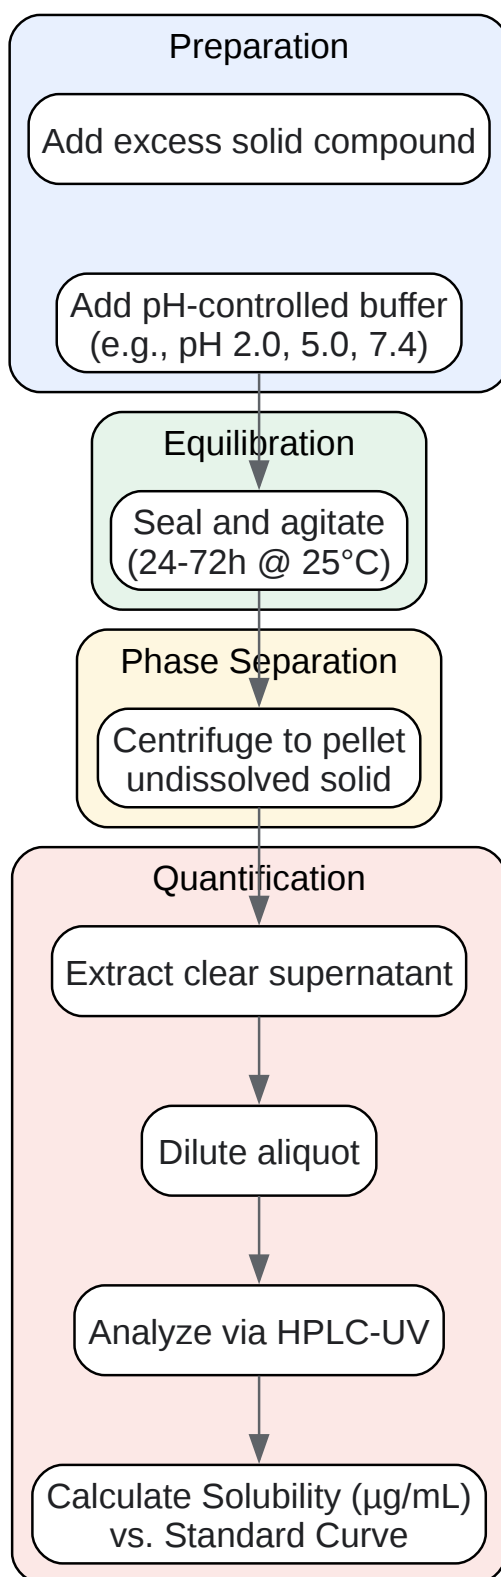 Preparation
Add excess solid compound
Add pH-controlled buffer
(e.g., pH 2.0, 5.0, 7.4)
Equilibration
Seal and agitate
(24-72h @ 25°C)
Phase Separation
Centrifuge to pellet
undissolved solid
Quantification
Extract clear supernatant
Dilute aliquot
Analyze via HPLC-UV
Calculate Solubility (µg/mL)
vs. Standard Curve